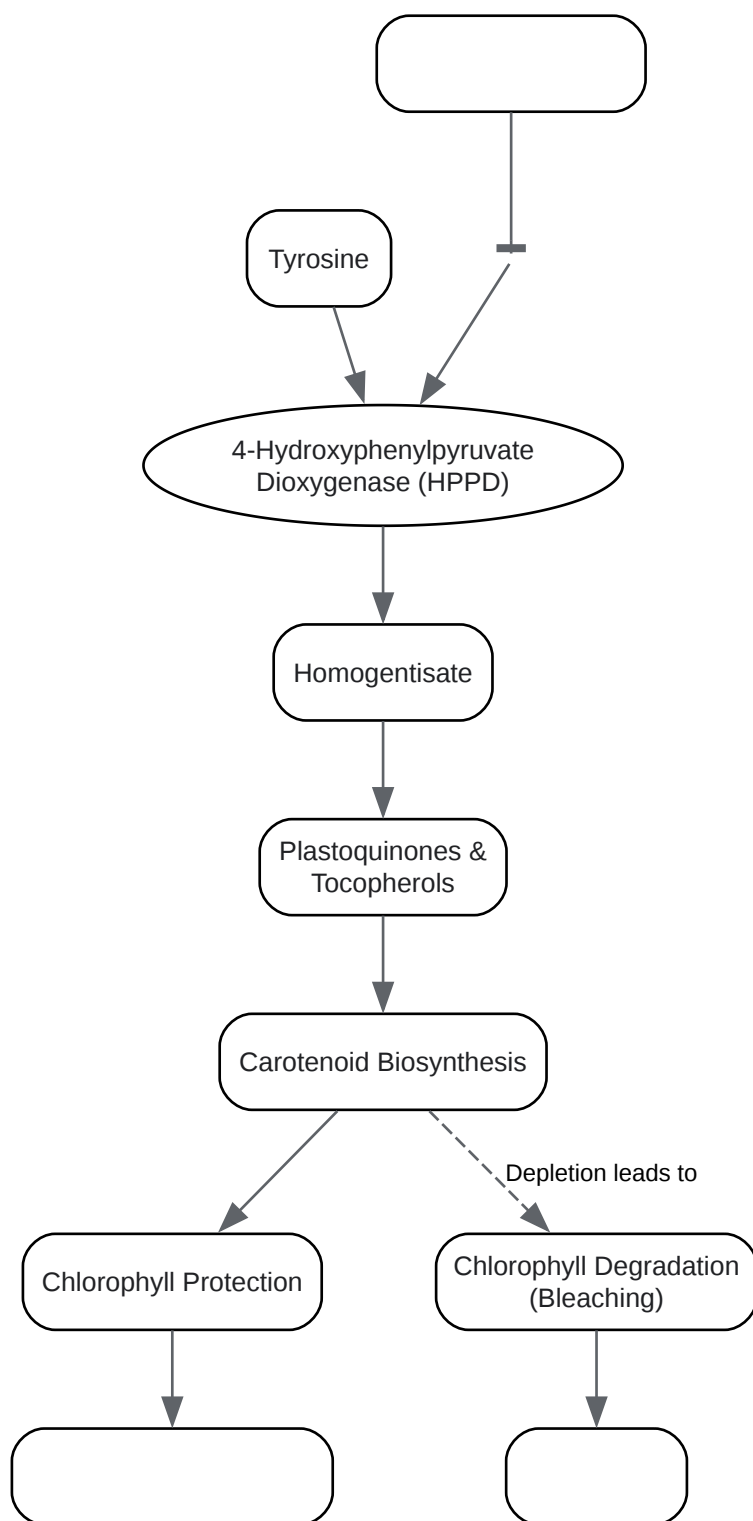 Tyrosine
4-Hydroxyphenylpyruvate
Dioxygenase (HPPD)
Homogentisate
Plastoquinones &
Tocopherols
Carotenoid Biosynthesis
Depletion leads to
Chlorophyll Protection
Chlorophyll Degradation
(Bleaching)